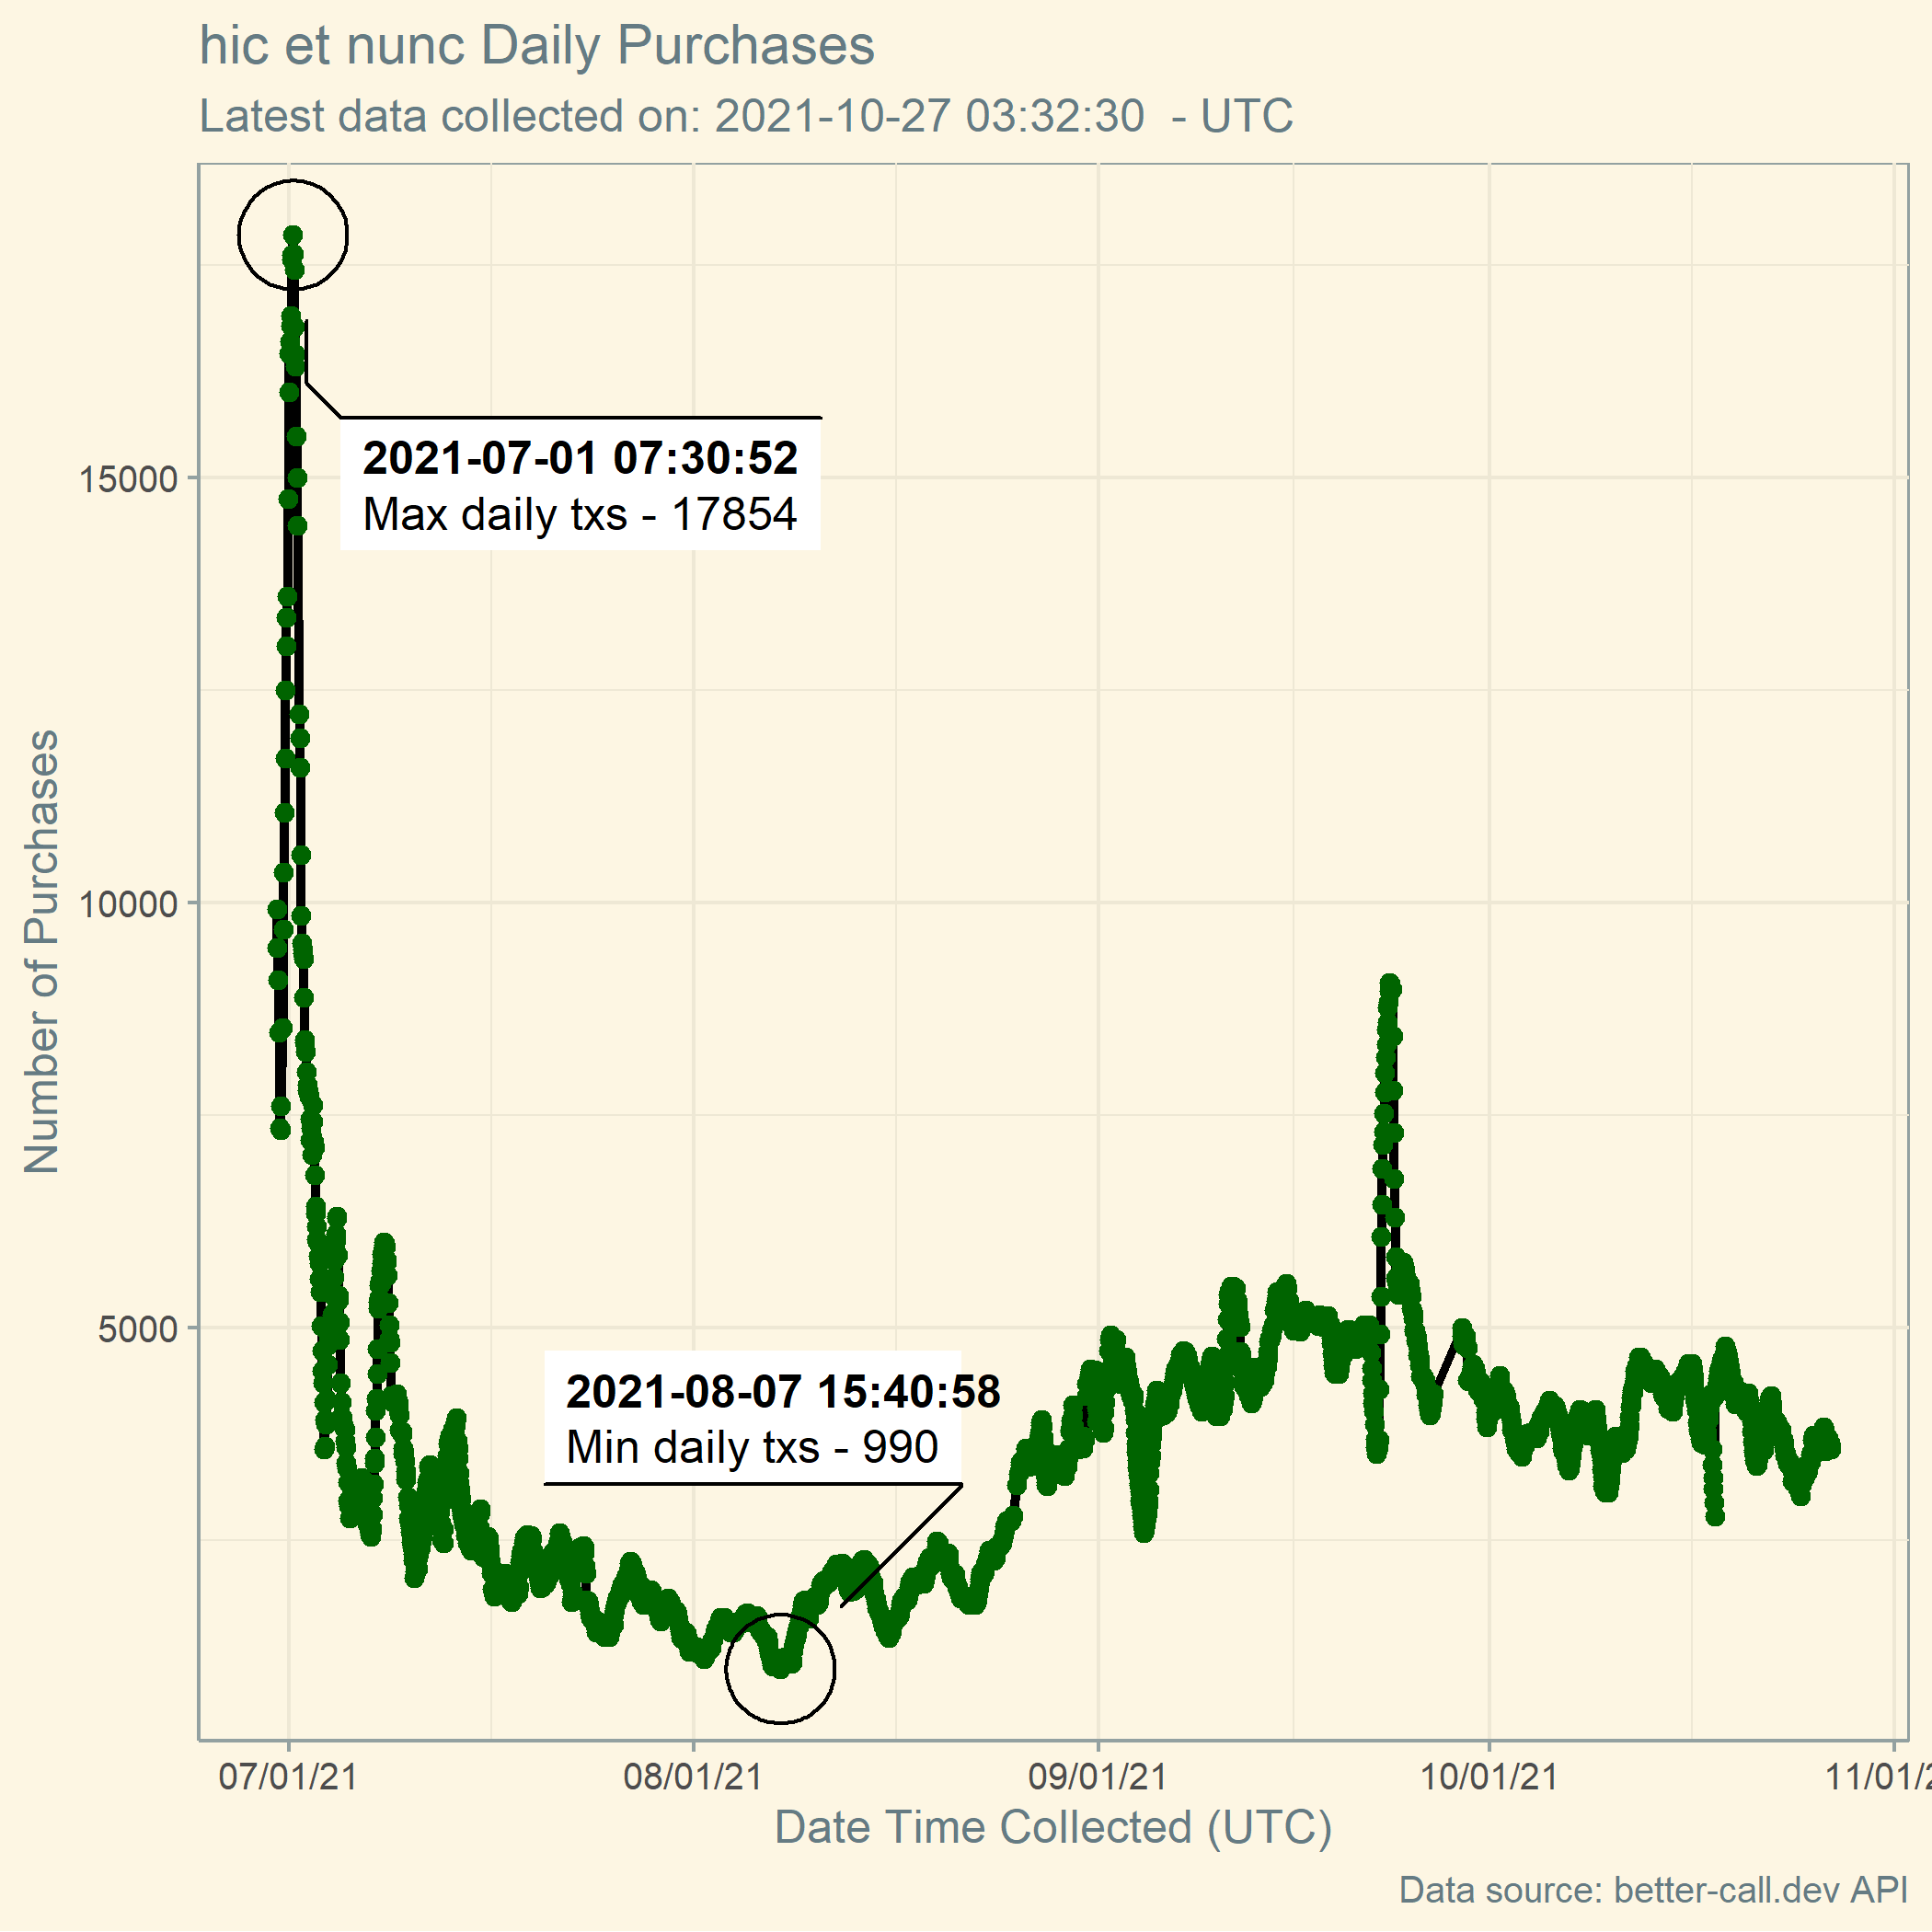 hic et nunc Daily Purchases
Latest data collected on: 2021-10-27 03:32:30  - UTC
2021-07-01 07:30:52
Max daily txs - 17854
15000
10000
5000
Number of Purchases
2021-08-07 15:40:58
Min daily txs - 990
07/01/21
08/01/21
09/01/21
10/01/21
11/01/2
Date Time Collected (UTC)
Data source: better-call.dev API